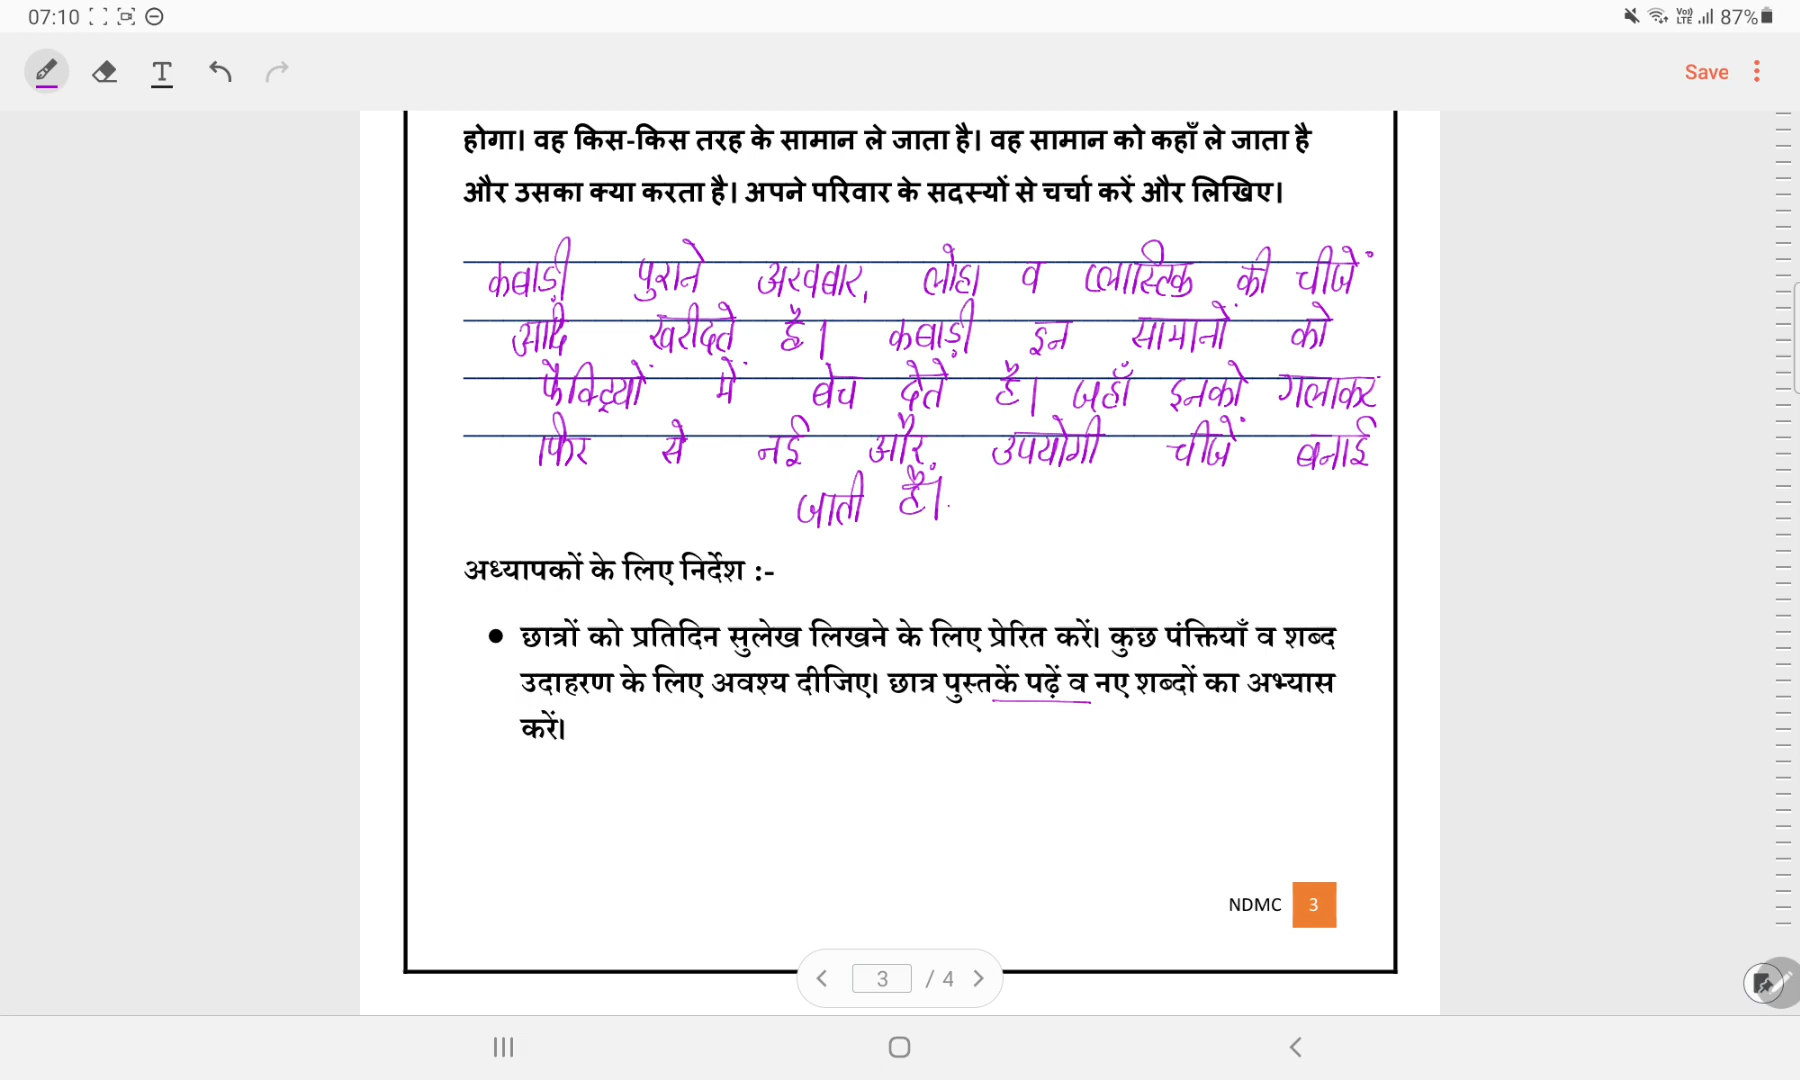 07:10
87%
Save
होगा। वह किस-किस तरह के सामान ले जाता है। वह सामान को कहाँ ले जाता है
और उसका क्या करता है। अपने परिवार के सदस्यों से चर्चा करें और लिखिए।
कबाड़ी पुराने अखबार, लोहा व प्लास्टिक की चीजें
आदि खरीदते है। कबाड़ी इन सामानों को
फैक्ट्रियों में बेच देते है। जहाँ इनको गलाकर
फिर से नई और उपयोगी चीजें बनाई
जाती हैं।
अध्यापकों के लिए निर्देश :-
● छात्रों को प्रतिदिन सुलेख लिखने के लिए प्रेरित करें। कुछ पंक्तियाँ व शब्द
उदाहरण के लिए अवश्य दीजिए। छात्र पुस्तकें पढ़ें व नए शब्दों का अभ्यास
करें।
NDMC 3
3 / 4